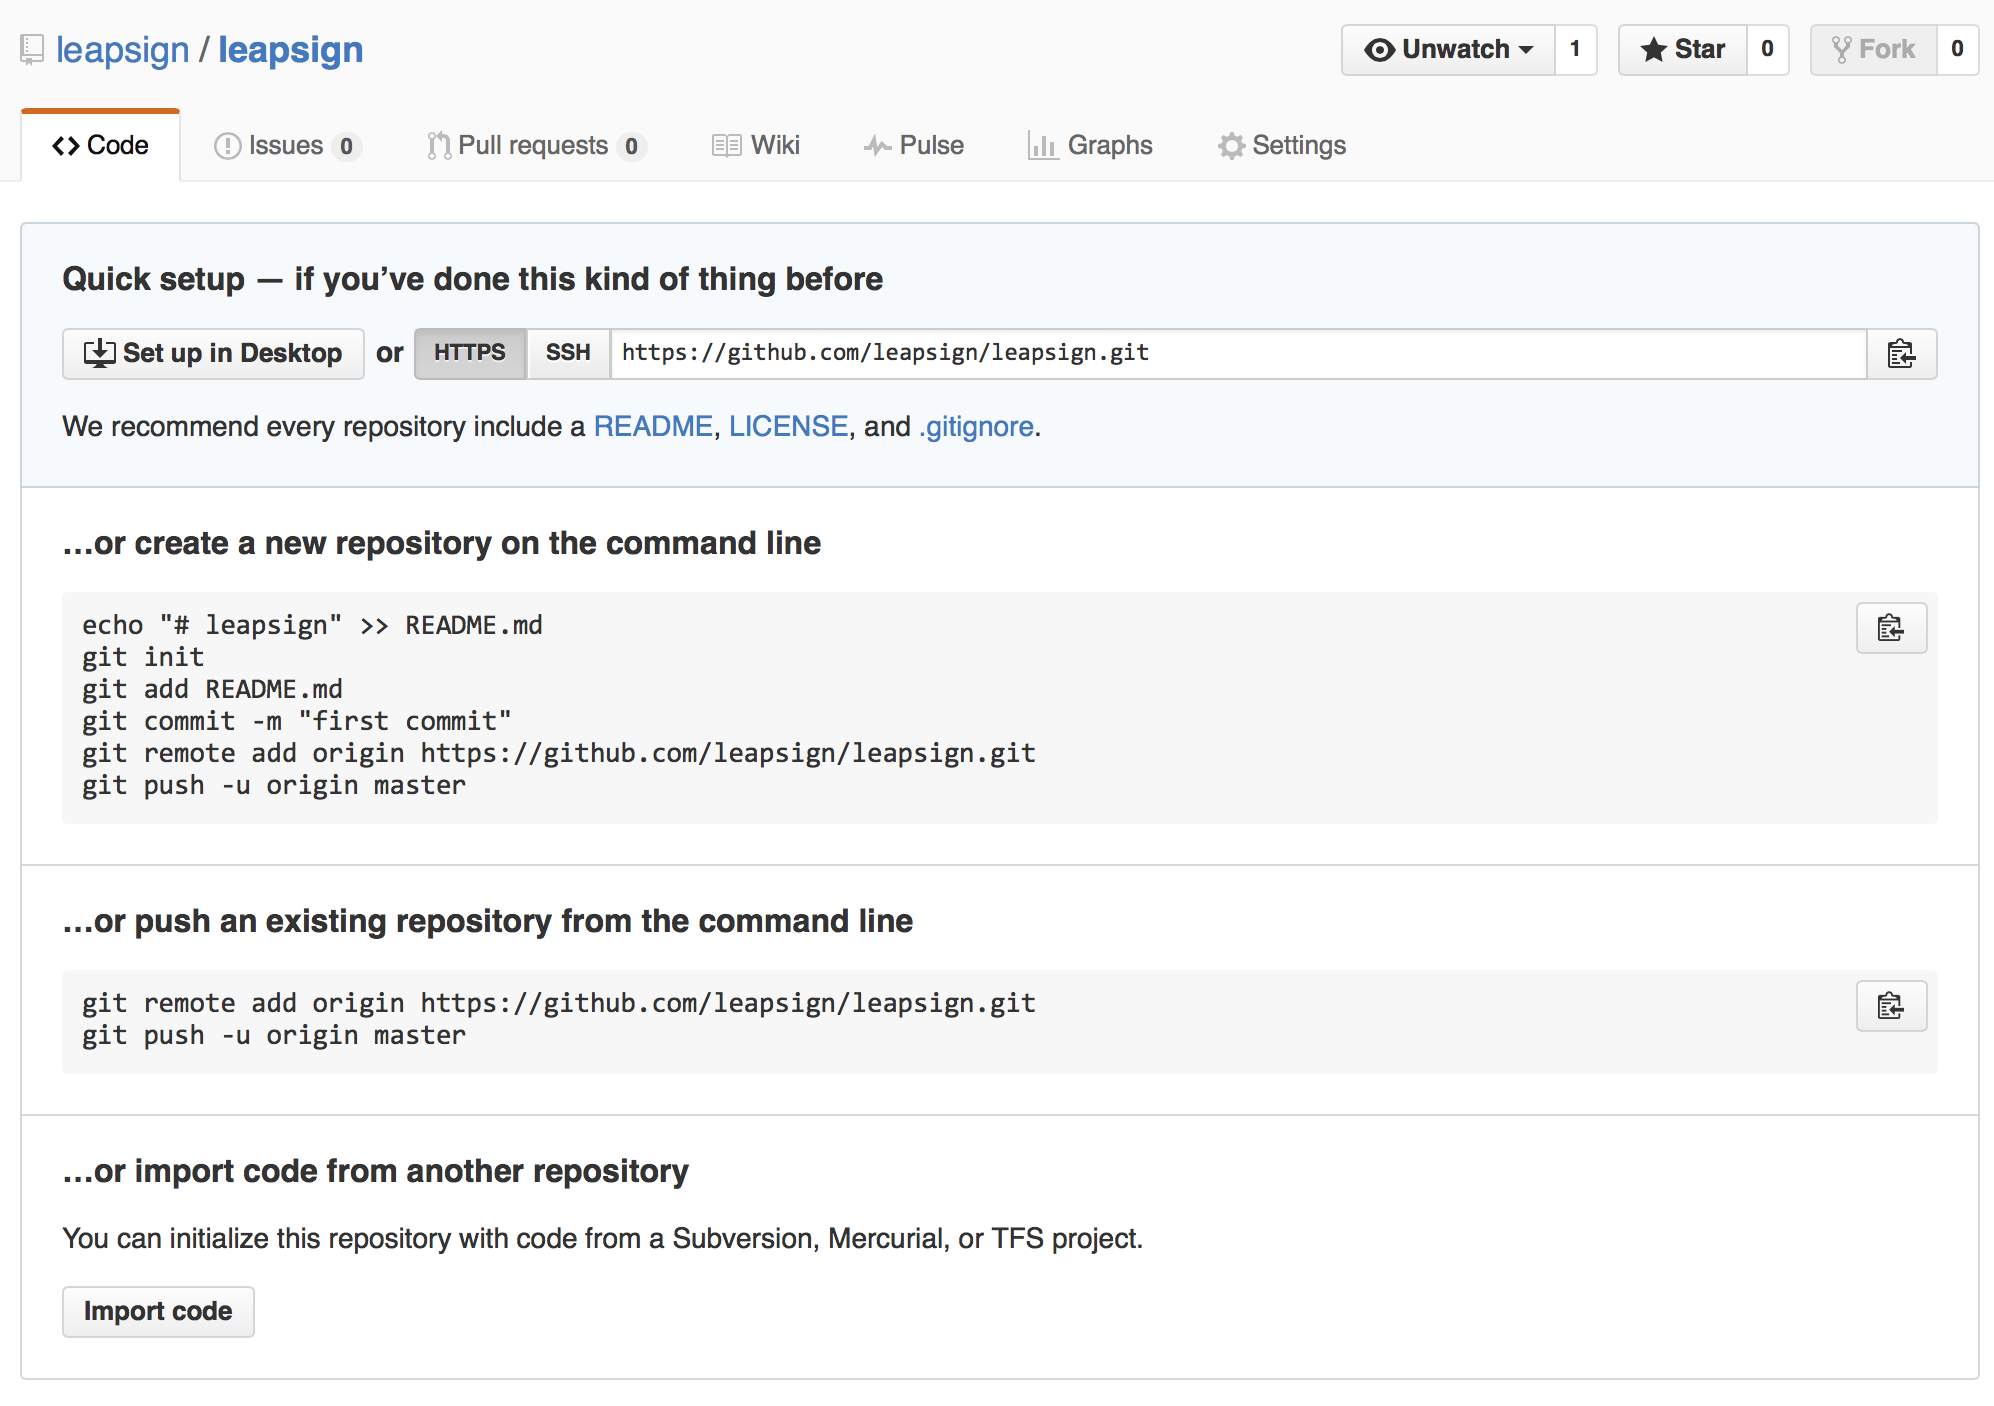 leapsign / leapsign
Unwatch 1 Star 0 Fork 0
Code Issues 0 Pull requests 0 Wiki Pulse Graphs Settings
Quick setup — if you’ve done this kind of thing before
Set up in Desktop or HTTPS SSH https://github.com/leapsign/leapsign.git
We recommend every repository include a README, LICENSE, and .gitignore.
…or create a new repository on the command line
echo "# leapsign" >> README.md
git init
git add README.md
git commit -m "first commit"
git remote add origin https://github.com/leapsign/leapsign.git
git push -u origin master
…or push an existing repository from the command line
git remote add origin https://github.com/leapsign/leapsign.git
git push -u origin master
…or import code from another repository
You can initialize this repository with code from a Subversion, Mercurial, or TFS project.
Import code